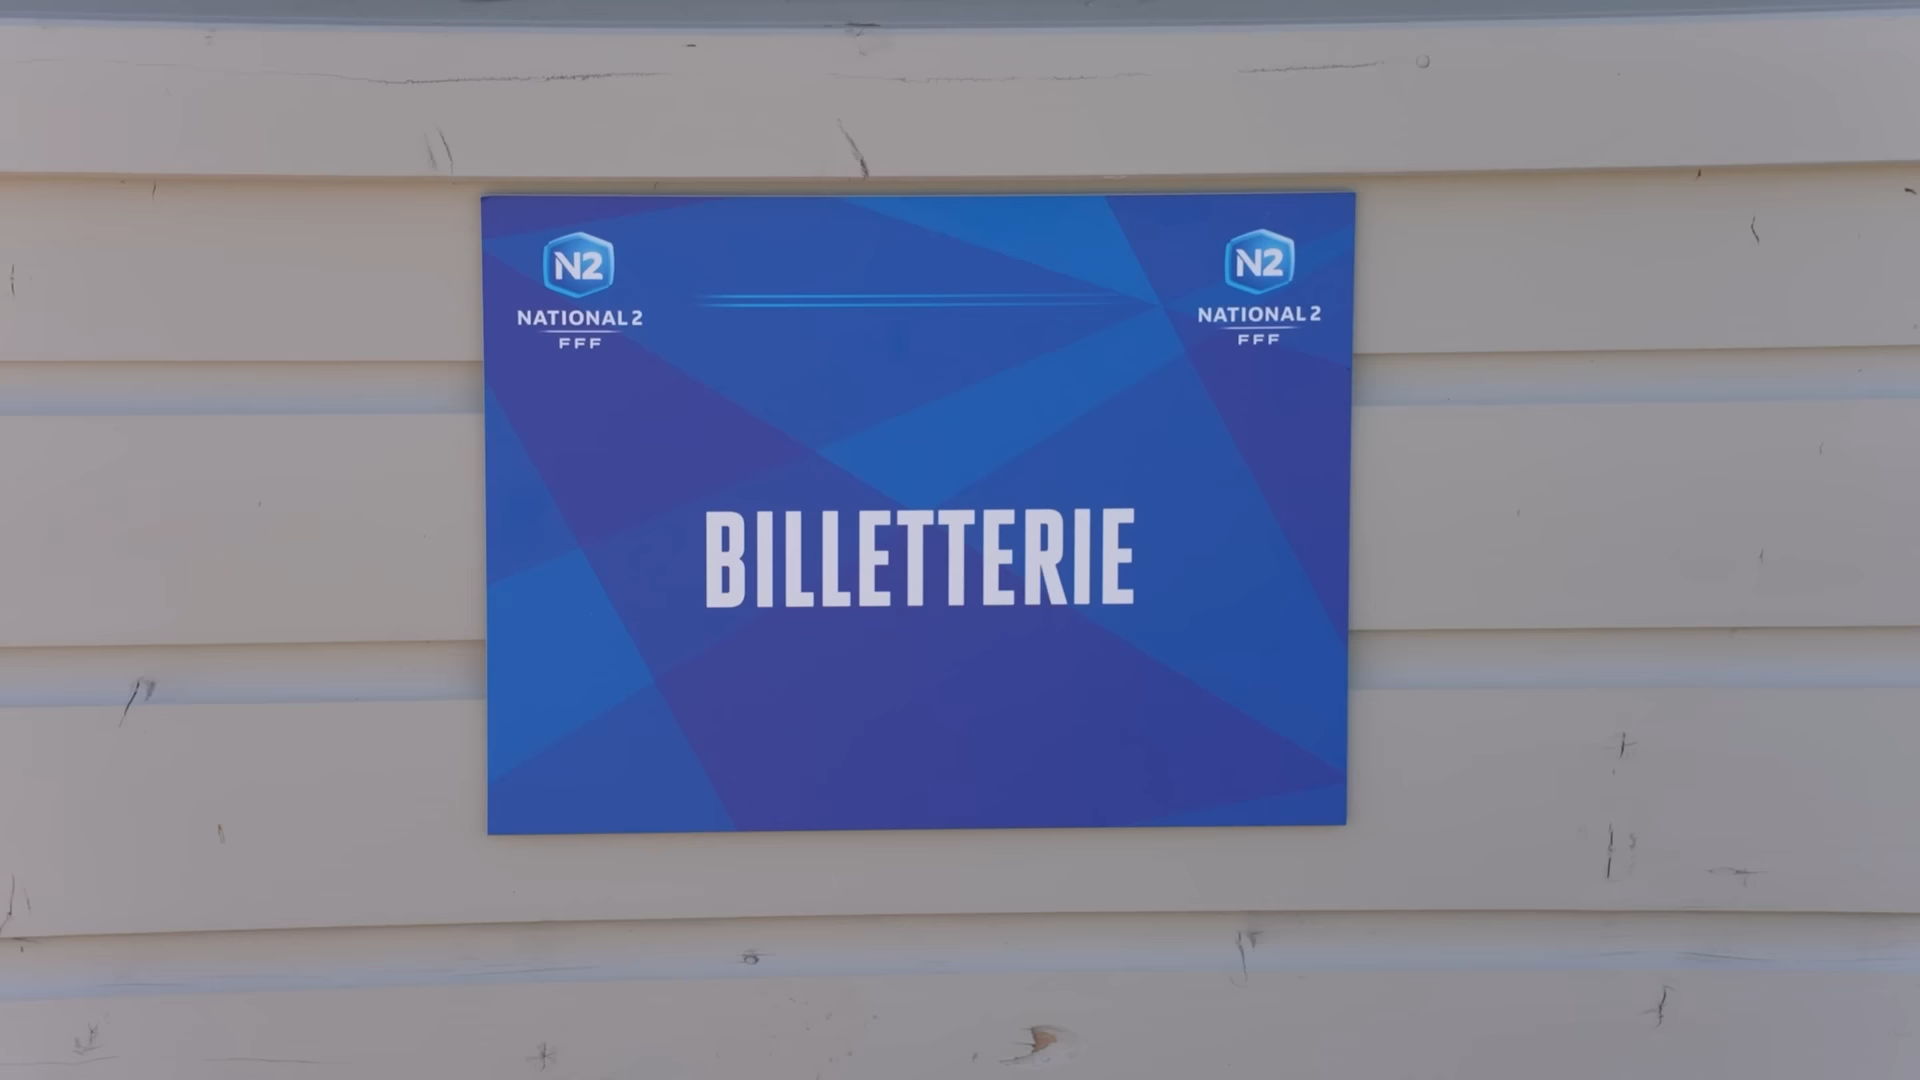 N2
NATIONAL 2
FFF
N2
NATIONAL 2
FFF
BILLETTERIE